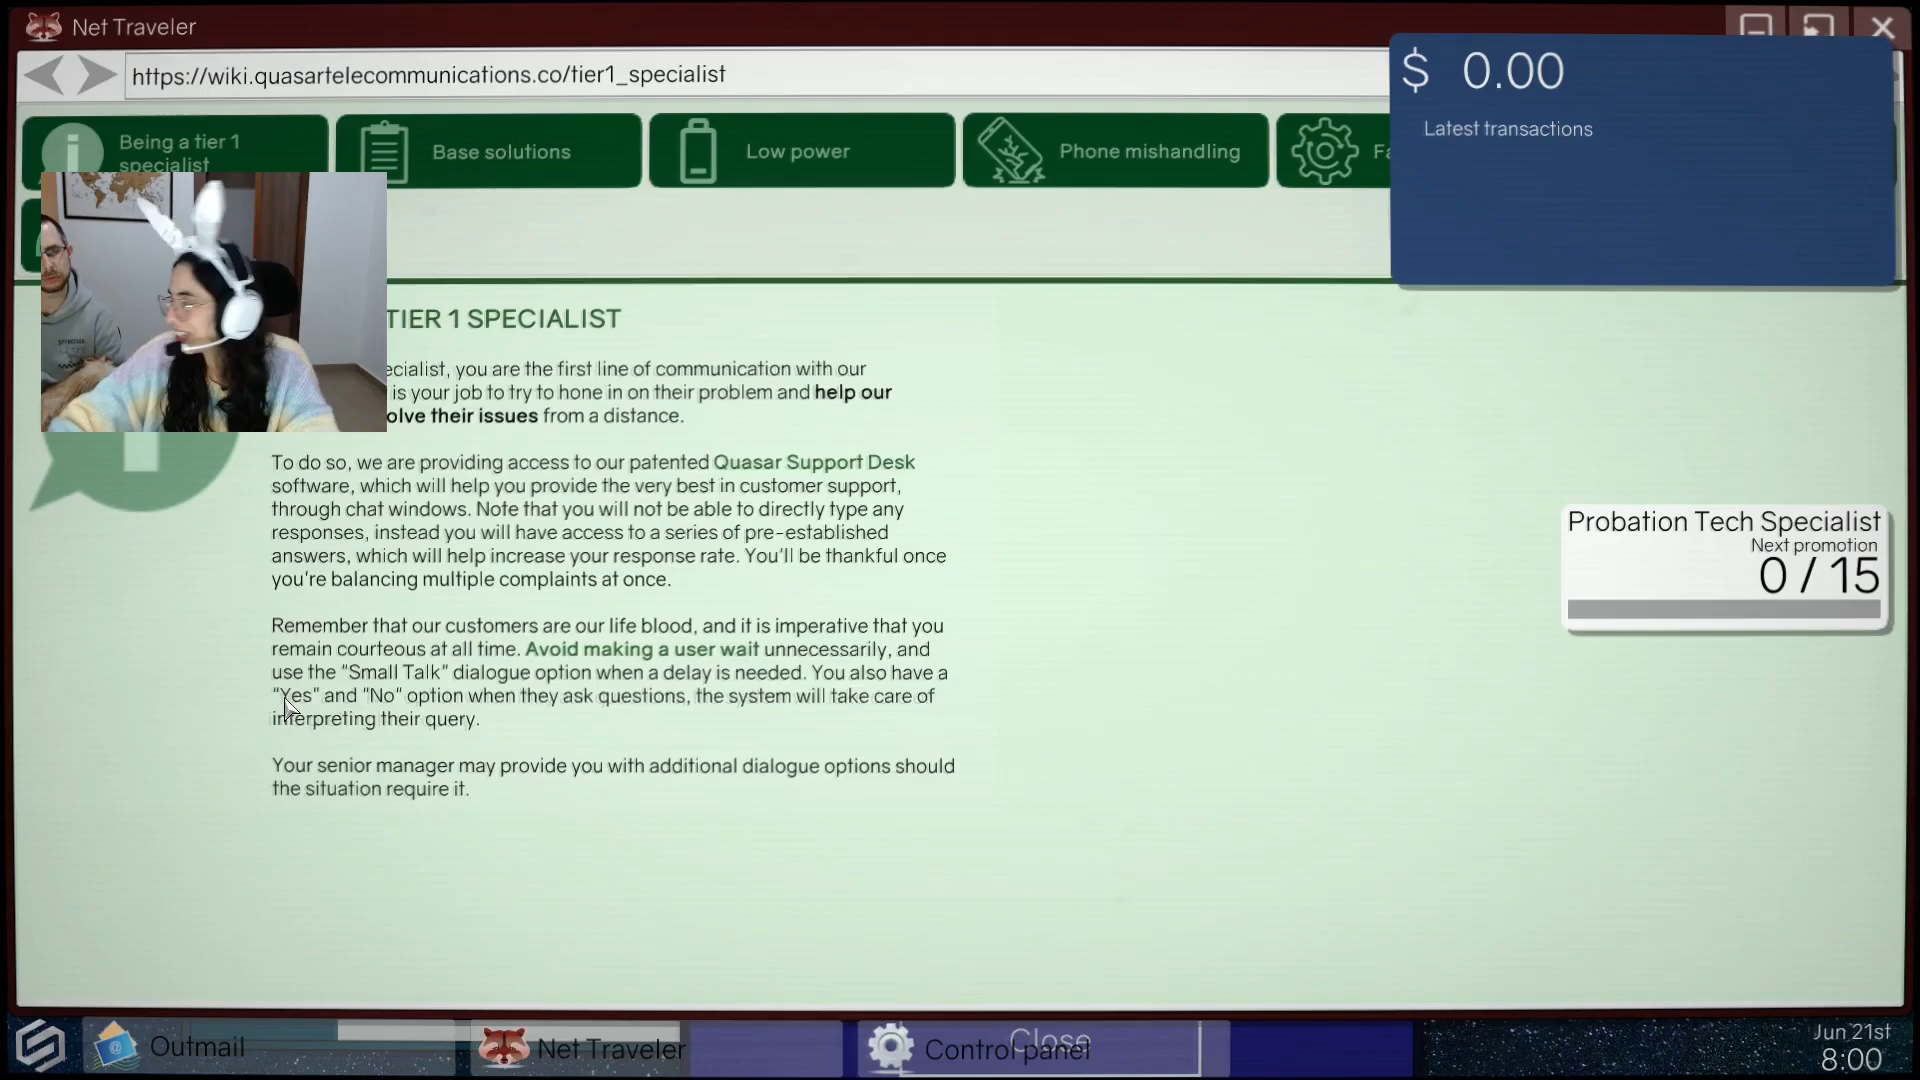 Net Traveler
https://wiki.quasartelecommunications.co/tier1_specialist
$ 0.00
Latest transactions
Being a tier 1
specialist
Base solutions
Low power
Phone mishandling
TIER 1 SPECIALIST
you are the first line of communication with our
is your job to try to hone in on their problem and help our
their issues from a distance.
To do so, we are providing access to our patented Quasar Support Desk
software, which will help you provide the very best in customer support,
through chat windows. Note that you will not be able to directly type any
responses, instead you will have access to a series of pre-established
answers, which will help increase your response rate. You'll be thankful once
you're balancing multiple complaints at once.
Remember that our customers are our life blood, and it is imperative that you
remain courteous at all time. Avoid making a user wait unnecessarily, and
use the "Small Talk" dialogue option when a delay is needed. You also have a
"Yes" and "No" option when they ask questions, the system will take care of
interpreting their query.
Your senior manager may provide you with additional dialogue options should
the situation require it.
Probation Tech Specialist
Next promotion
0 / 15
Outmail
Net Traveler
Control panel
Close
Jun 21st
8:00